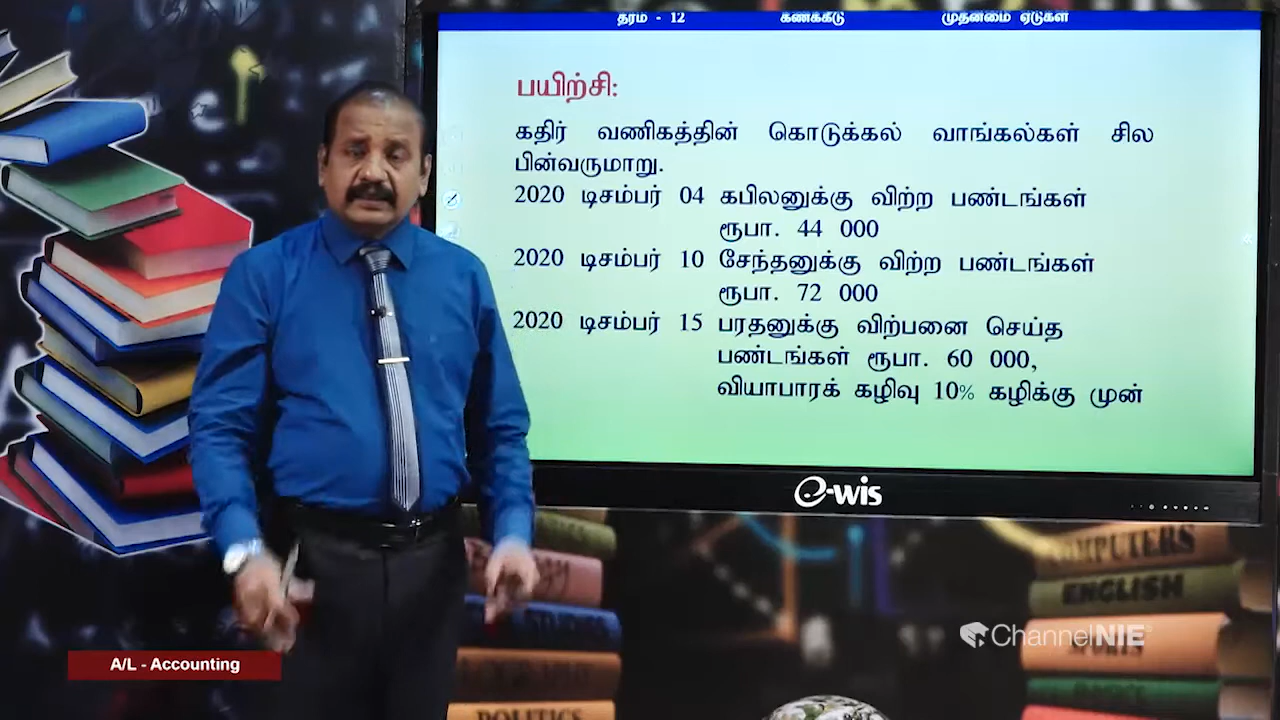 தரம் - 12 கணக்கீடு முதன்மை ஏடுகள்
பயிற்சி:
கதிர் வணிகத்தின் கொடுக்கல் வாங்கல்கள் சில
பின்வருமாறு.
2020 டிசம்பர் 04 கபிலனுக்கு விற்ற பண்டங்கள்
ரூபா. 44 000
2020 டிசம்பர் 10 சேந்தனுக்கு விற்ற பண்டங்கள்
ரூபா. 72 000
2020 டிசம்பர் 15 பரதனுக்கு விற்பனை செய்த
பண்டங்கள் ரூபா. 60 000,
வியாபாரக் கழிவு 10% கழிக்கு முன்
e-wis
COMPUTERS
ENGLISH
SPORTS
STUDIES
POLITICS
ChannelNIE
A/L - Accounting